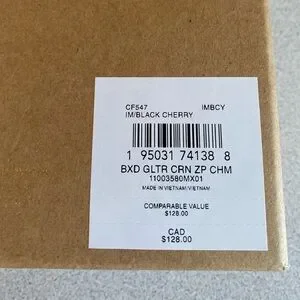 CF547 IMBCY
IM/BLACK CHERRY
1 95031 74138 8
BXD GLTR CRN ZP CHM
11003580MX01
MADE IN VIETNAM/VIETNAM
COMPARABLE VALUE
$128.00
CAD
$128.00